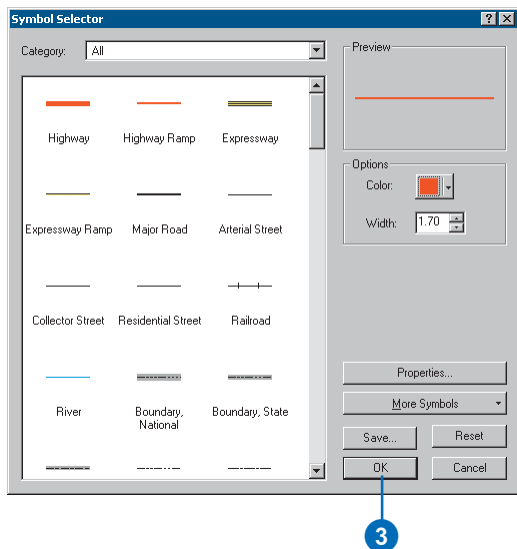 Symbol Selector
Category: All
Preview
Highway
Highway Ramp
Expressway
Options
Color:
Width: 1.70
Expressway Ramp
Major Road
Arterial Street
Collector Street
Residential Street
Railroad
River
Boundary,
National
Boundary, State
Properties...
More Symbols
Save...
Reset
OK
Cancel
3